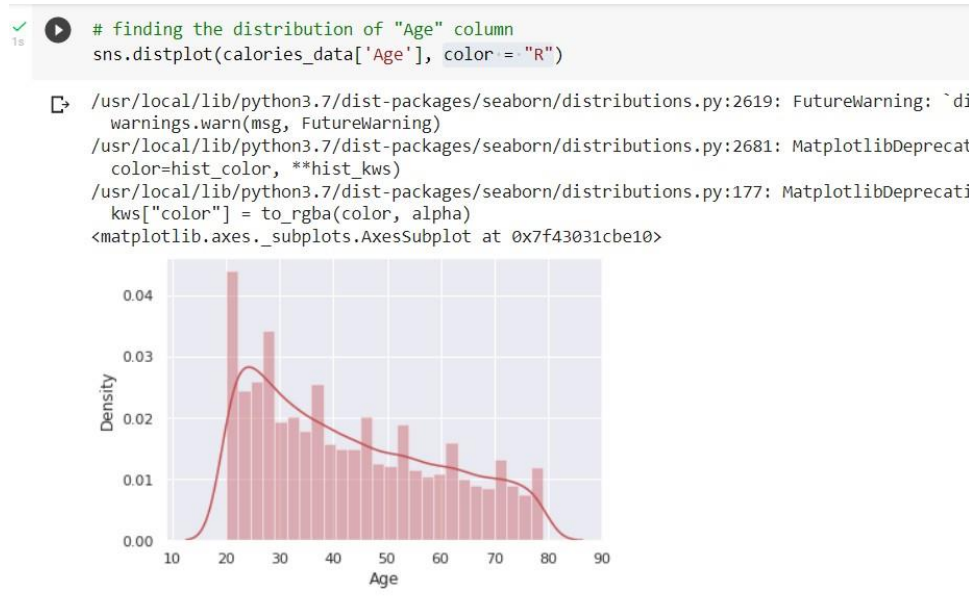 1s
# finding the distribution of "Age" column
sns.distplot(calories_data['Age'], color = "R")
/usr/local/lib/python3.7/dist-packages/seaborn/distributions.py:2619: FutureWarning: `di
warnings.warn(msg, FutureWarning)
/usr/local/lib/python3.7/dist-packages/seaborn/distributions.py:2681: MatplotlibDeprecat
color=hist_color, **hist_kws)
/usr/local/lib/python3.7/dist-packages/seaborn/distributions.py:177: MatplotlibDeprecati
kws["color"] = to_rgba(color, alpha)
<matplotlib.axes._subplots.AxesSubplot at 0x7f43031cbe10>
0.04
0.03
Density
0.02
0.01
0.00
10 20 30 40 50 60 70 80 90
Age